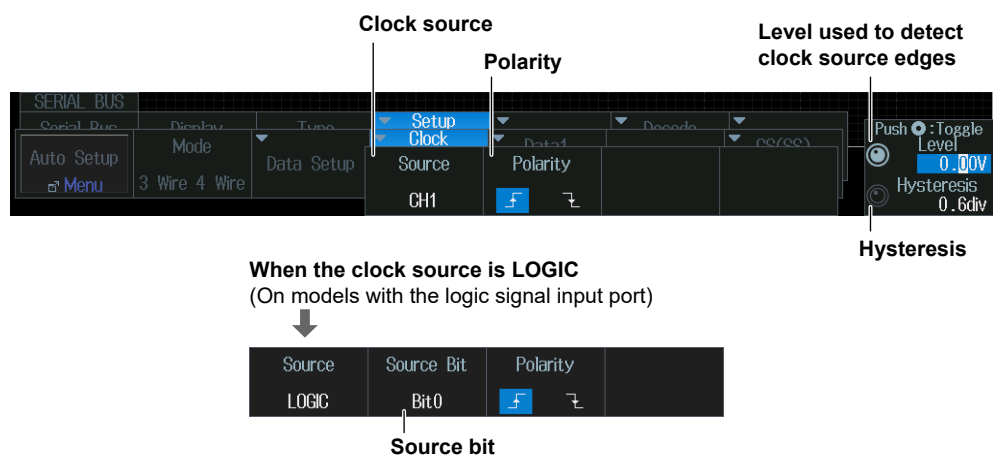 Clock source
Polarity
Level used to detect
clock source edges
SERIAL BUS
Serial Bus Display Type Setup Decode
Clock Data1 CS(SS)
Auto Setup Mode Data Setup Source Polarity
Menu 3 Wire 4 Wire CH1
Push :Toggle
Level
0.00V
Hysteresis
0.6div
Hysteresis
When the clock source is LOGIC
(On models with the logic signal input port)
Source Source Bit Polarity
LOGIC Bit0
Source bit